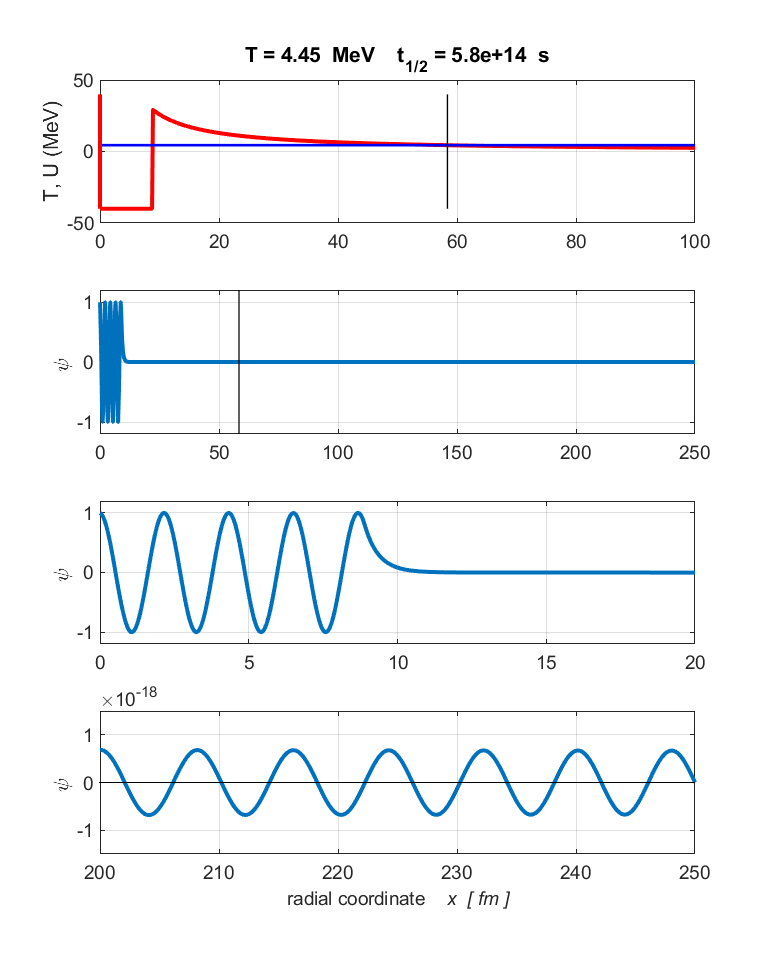 T = 4.45 MeV t1/2 = 5.8e+14 s
T, U (MeV)
50
0
-50
0 20 40 60 80 100
ψ
1
0
-1
0 50 100 150 200 250
ψ
1
0
-1
0 5 10 15 20
×10-18
ψ
1
0
-1
200 210 220 230 240 250
radial coordinate x [ fm ]